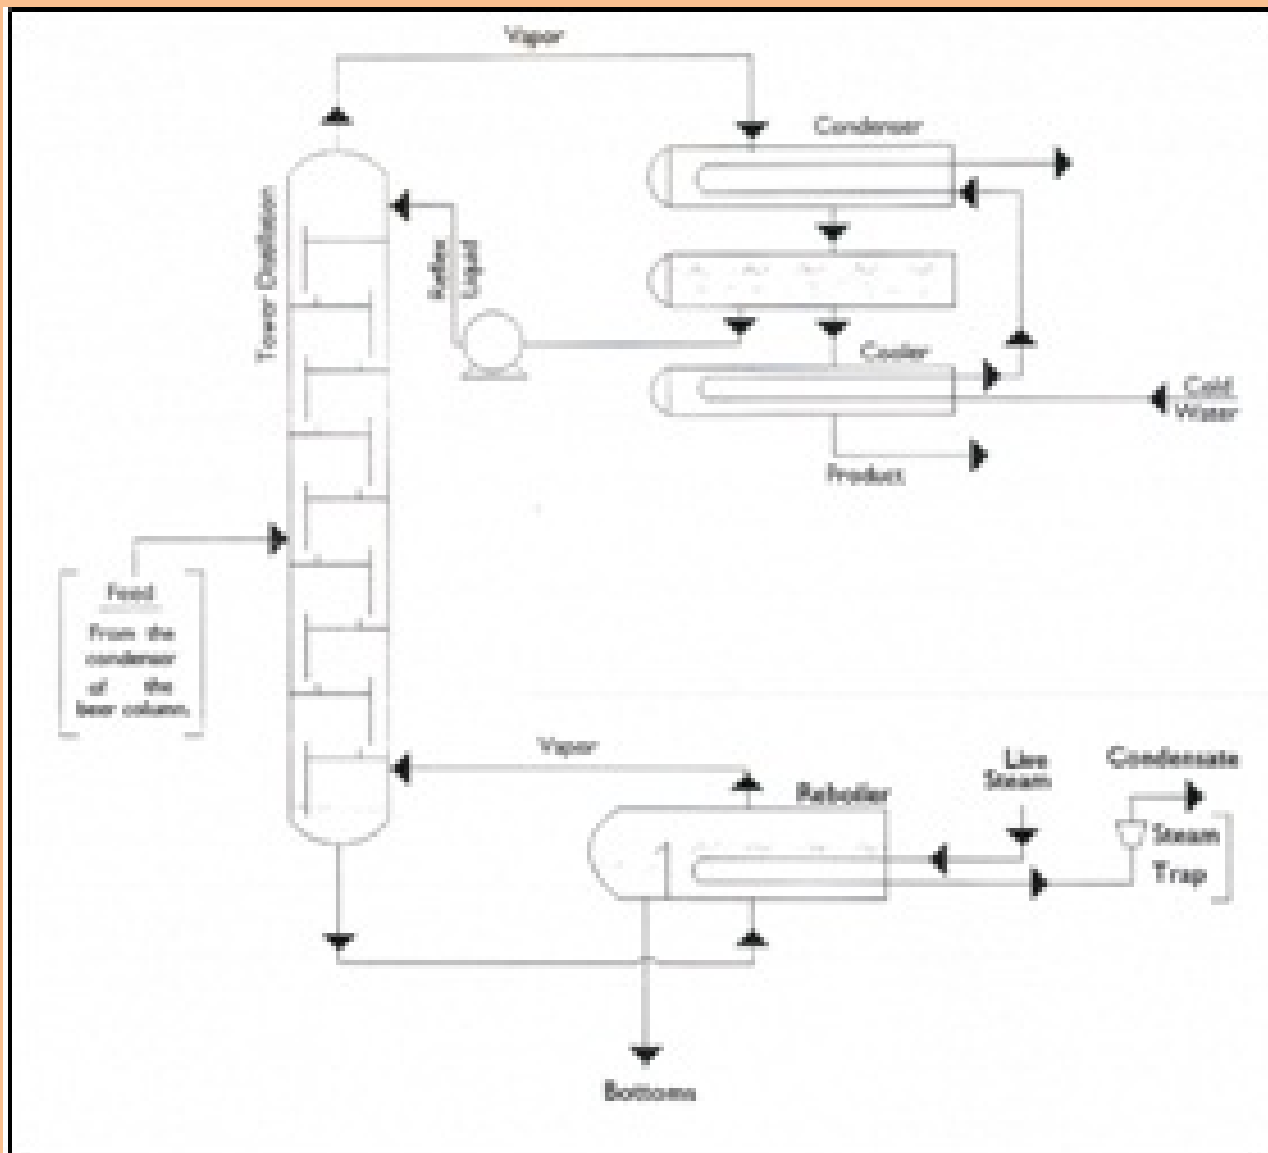 Vapor
Condenser
Tower Distillation
Reflux
Liquid
Cooler
Cold
Water
Product
Feed
From the
condenser
of the
beer column.
Vapor
Reboiler
Live
Steam
Condensate
Steam
Trap
Bottoms